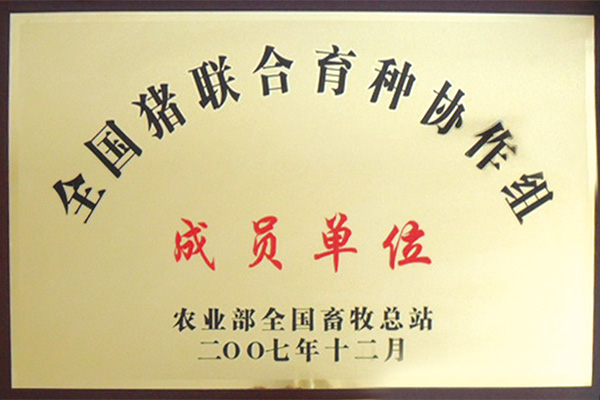 全国猪联合育种协作组
成员单位
农业部全国畜牧总站
二〇〇七年十二月